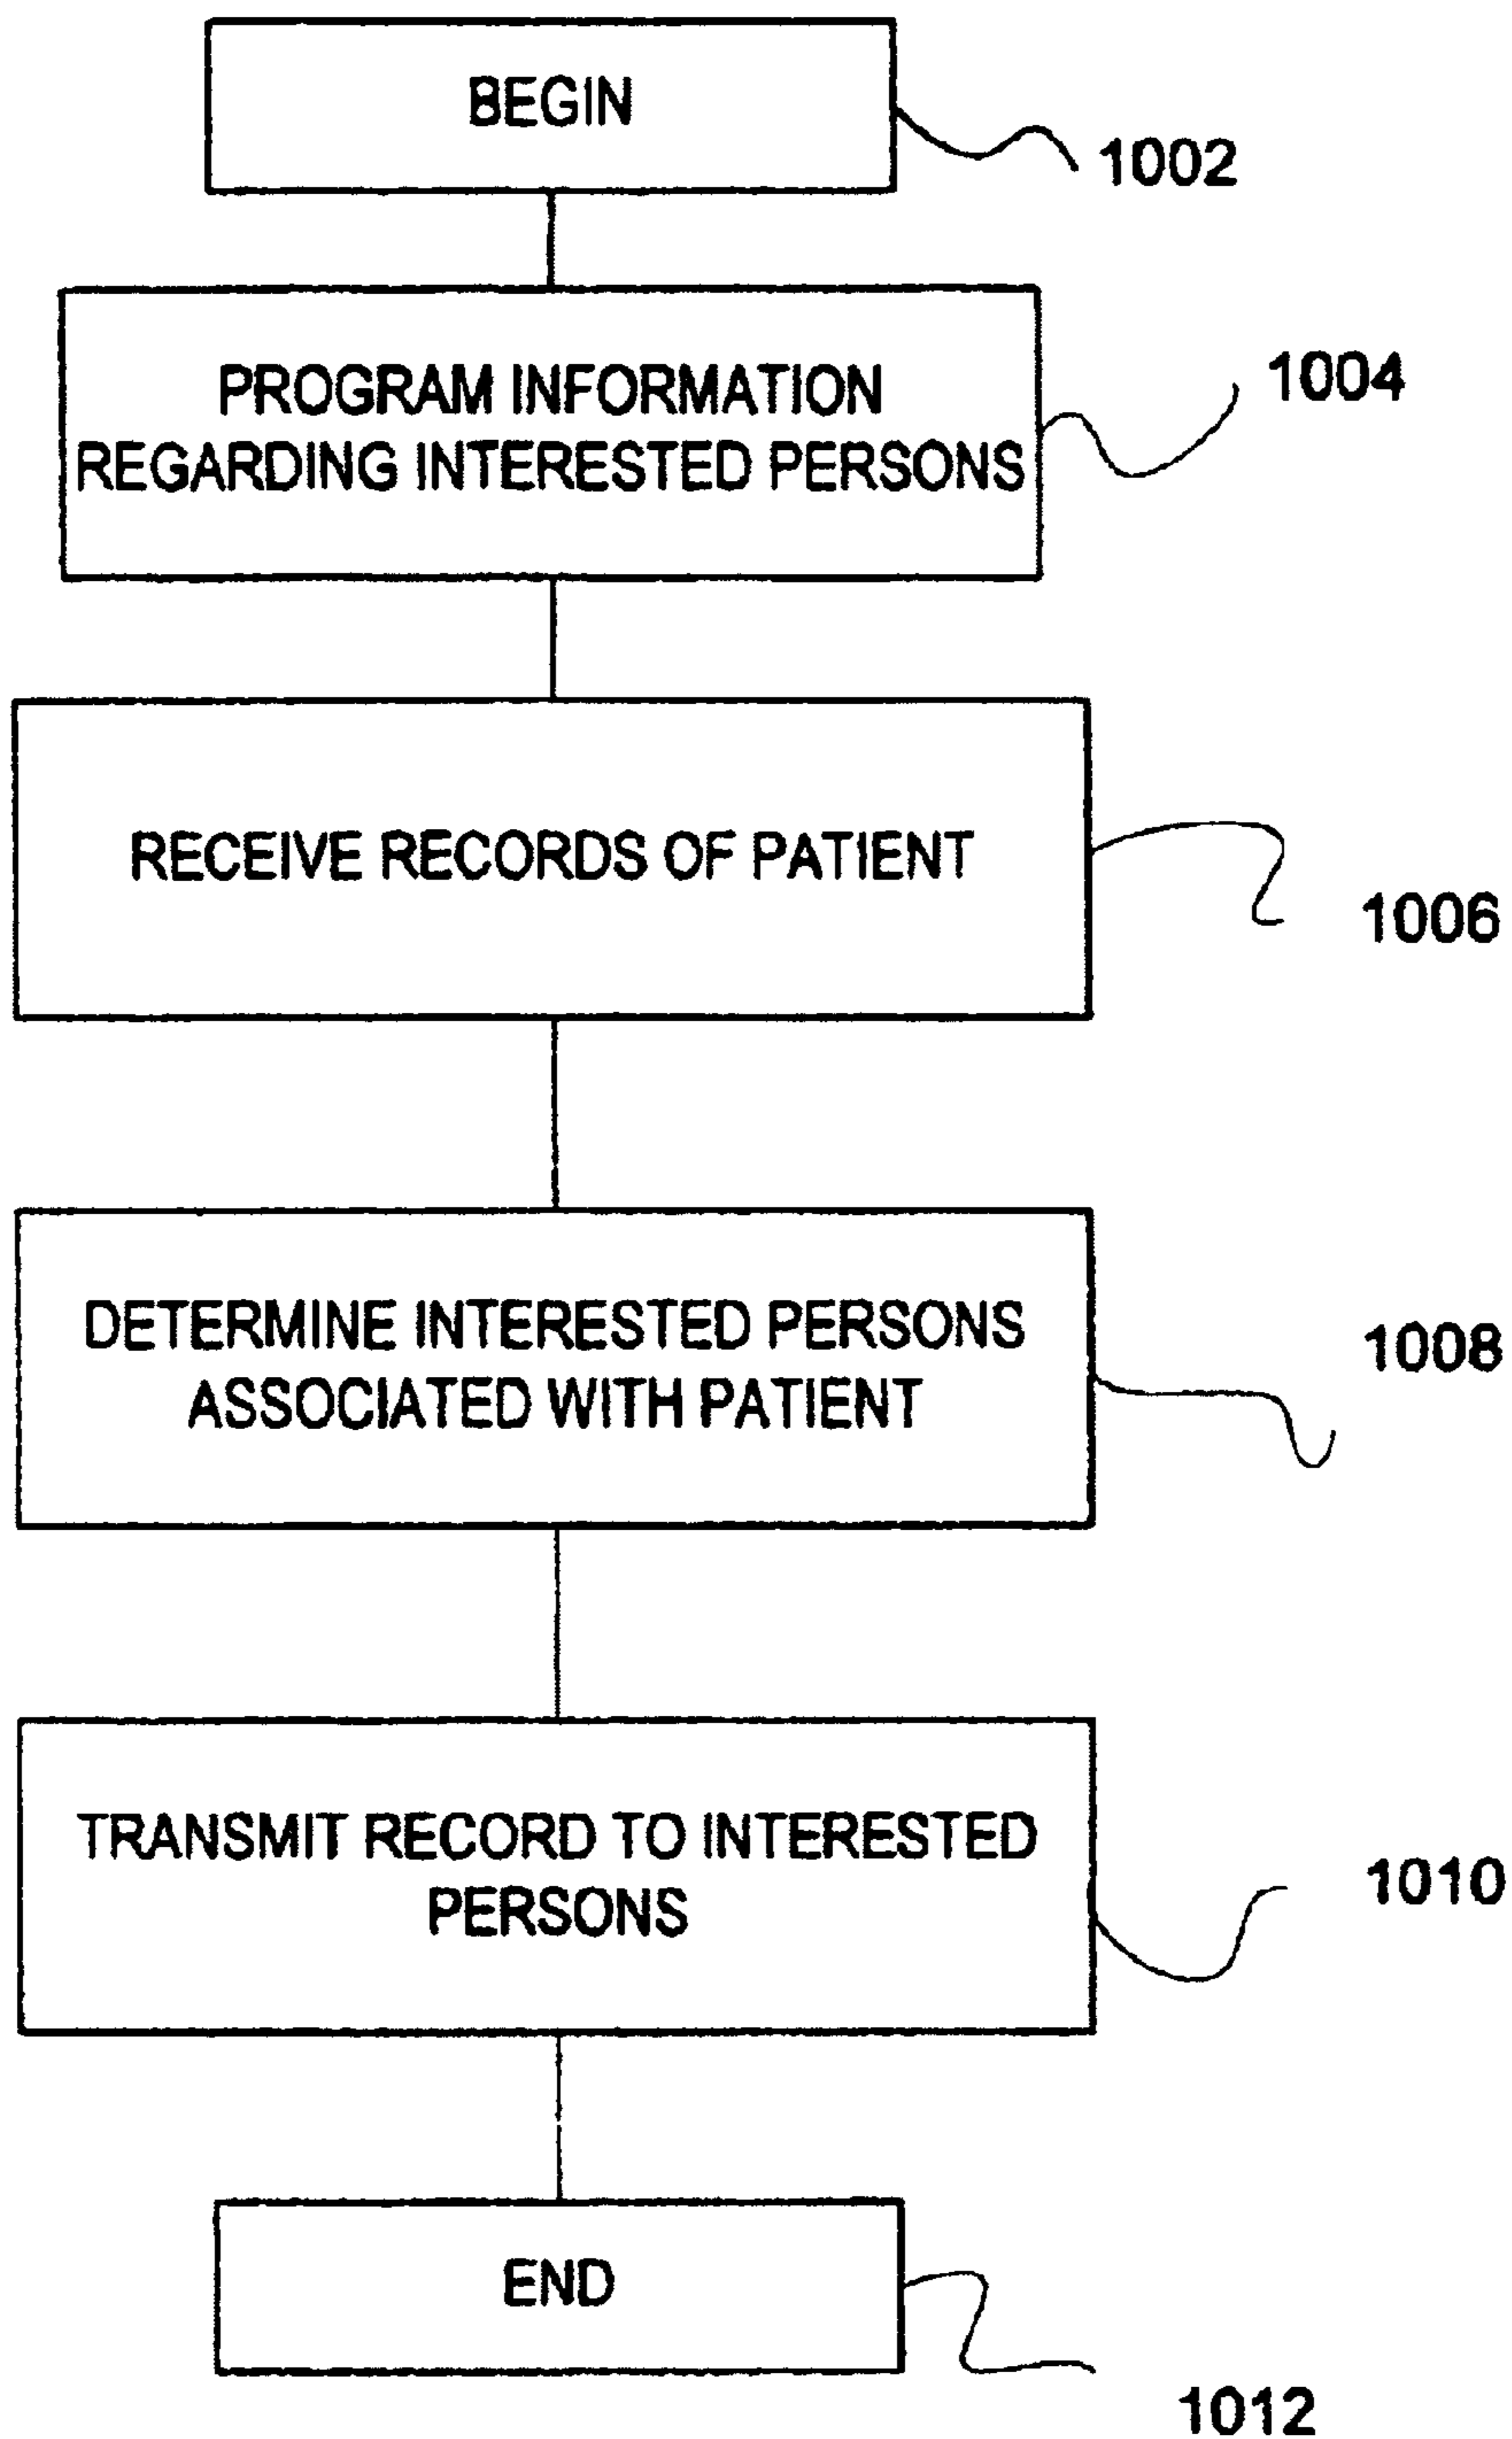 BEGIN
1002
PROGRAM INFORMATION
REGARDING INTERESTED PERSONS
1004
RECEIVE RECORDS OF PATIENT
1006
DETERMINE INTERESTED PERSONS
ASSOCIATED WITH PATIENT
1008
TRANSMIT RECORD TO INTERESTED
PERSONS
1010
END
1012